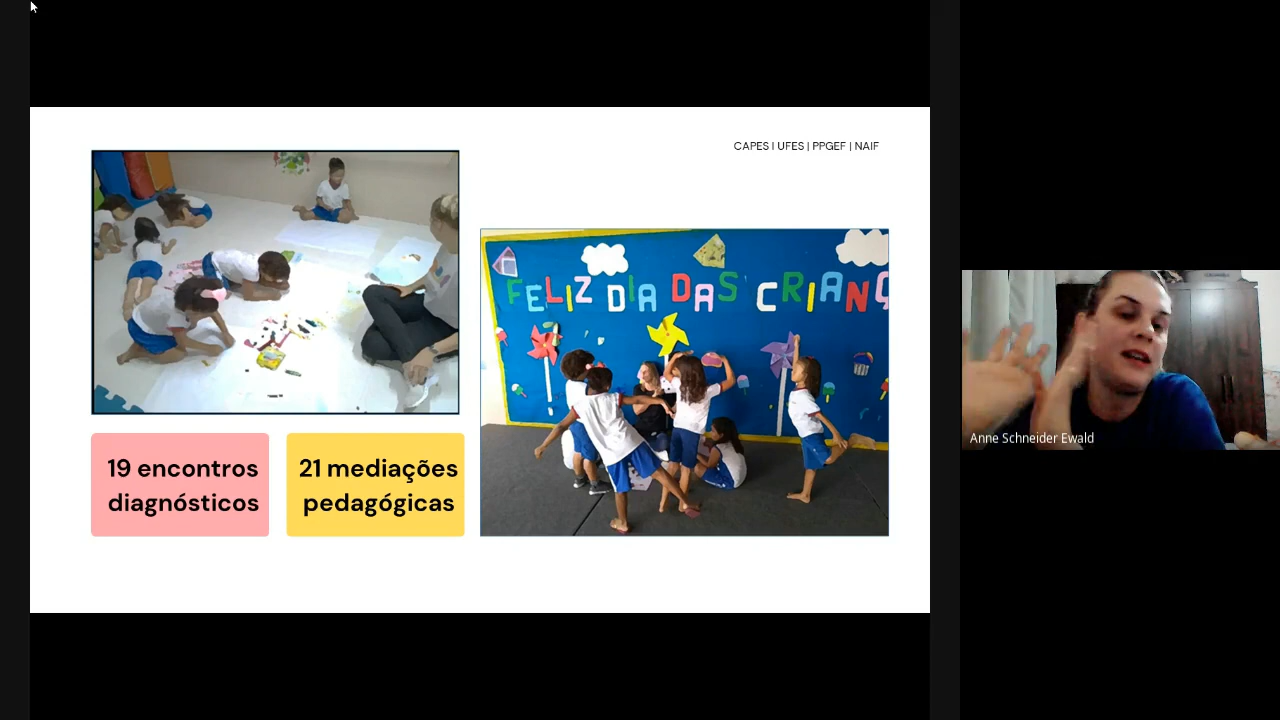 CAPES I UFES | PPGEF | NAIF
FELIZ DIA DAS CRIANÇ
19 encontros
diagnósticos
21 mediações
pedagógicas
Anne Schneider Ewald